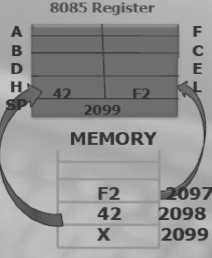 8085 Register
A F
B C
D E
H 42 F2 L
SP 2099
MEMORY
F2 2097
42 2098
X 2099